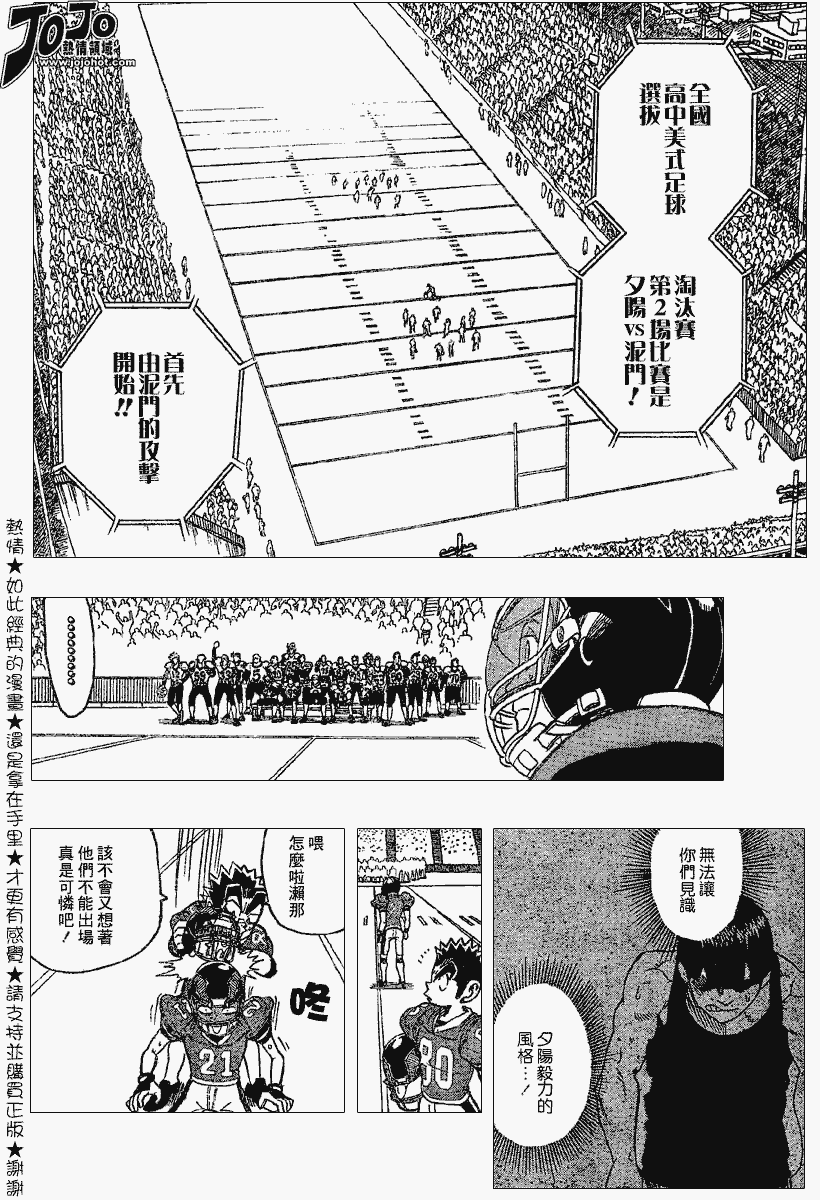 JOJO
熱情領域
www.jojohot.com
全國
高中美式足球
選拔
淘汰賽
第2場比賽是
夕陽vs泥門！
首先
由泥門的攻擊
開始!!
………
無法讓
你們見識
夕陽毅力的
風格…！
喂
怎麼啦瀨那
該不會又想著
他們不能出場
真是可憐吧！
咚
21
80
熱情★如此經典的漫畫★還是拿在手里★才更有感覺★請支持並購買正版★謝謝